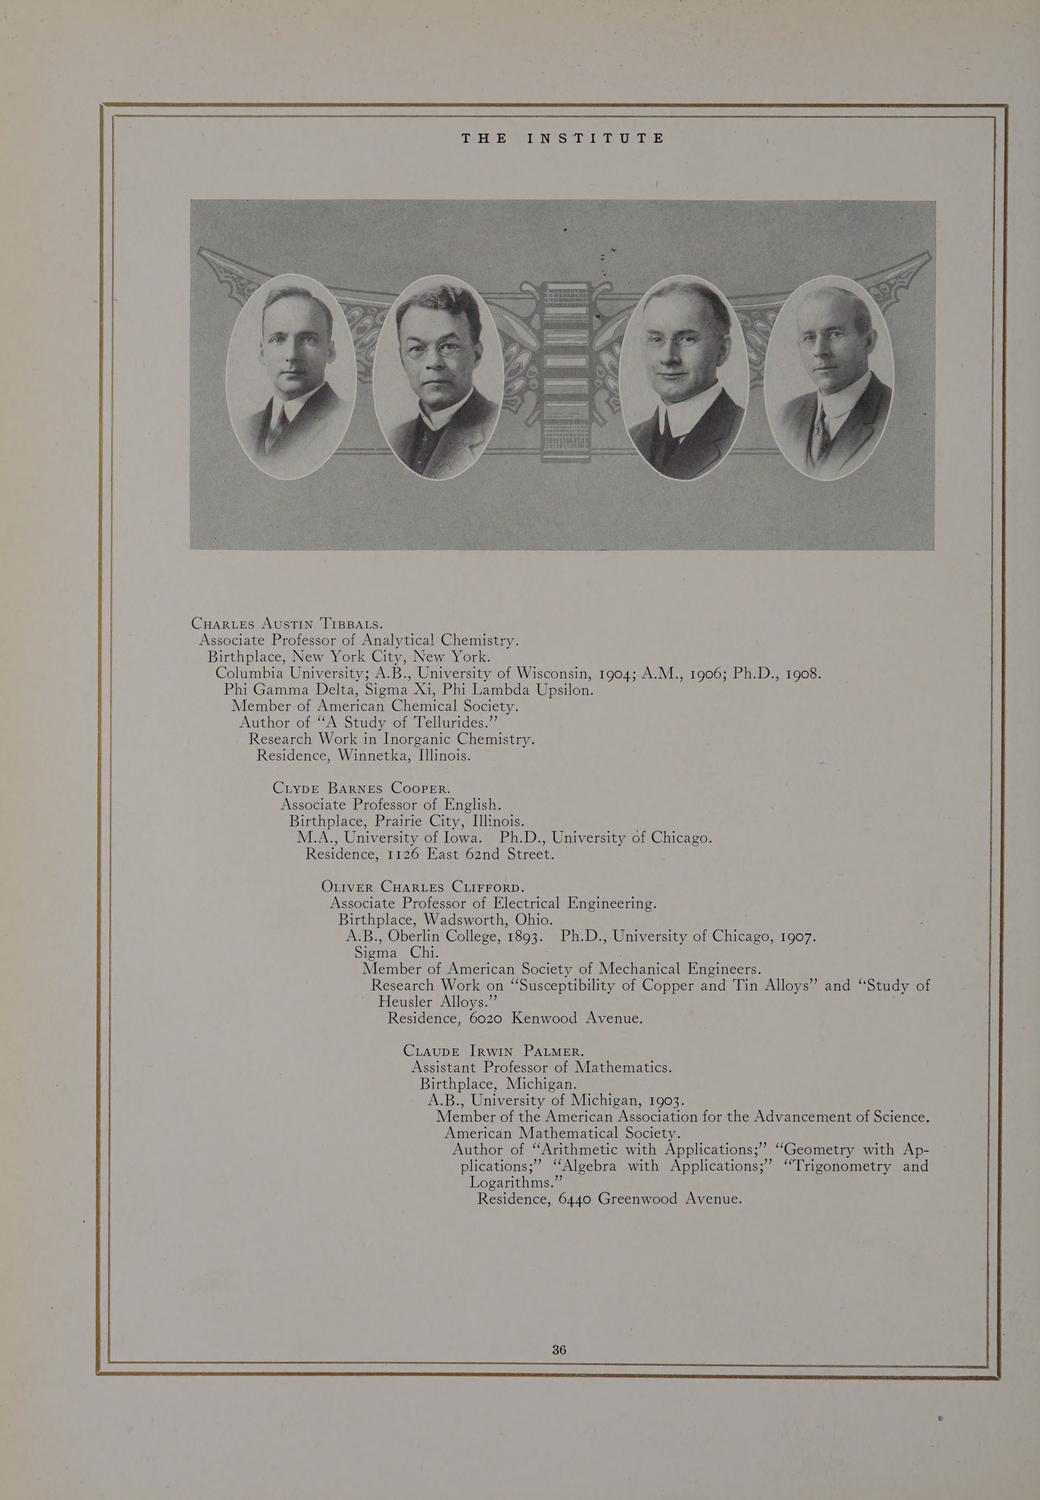 THE INSTITUTE
CHARLES AUSTIN TIBBALS.
Associate Professor of Analytical Chemistry.
Birthplace, New York City, New York.
Columbia University; A.B., University of Wisconsin, 1904; A.M., 1906; Ph.D., 1908.
Phi Gamma Delta, Sigma Xi, Phi Lambda Upsilon.
Member of American Chemical Society.
Author of “A Study of Tellurides.”
Research Work in Inorganic Chemistry.
Residence, Winnetka, Illinois.
CLYDE BARNES COOPER.
Associate Professor of English.
Birthplace, Prairie City, Illinois.
M.A., University of Iowa. Ph.D., University of Chicago.
Residence, 1126 East 62nd Street.
OLIVER CHARLES CLIFFORD.
Associate Professor of Electrical Engineering.
Birthplace, Wadsworth, Ohio.
A.B., Oberlin College, 1893. Ph.D., University of Chicago, 1907.
Sigma Chi.
Member of American Society of Mechanical Engineers.
Research Work on “Susceptibility of Copper and Tin Alloys” and “Study of
Heusler Alloys.”
Residence, 6020 Kenwood Avenue.
CLAUDE IRWIN PALMER.
Assistant Professor of Mathematics.
Birthplace, Michigan.
A.B., University of Michigan, 1903.
Member of the American Association for the Advancement of Science.
American Mathematical Society.
Author of “Arithmetic with Applications;” “Geometry with Ap-
plications;” “Algebra with Applications;” “Trigonometry and
Logarithms.”
Residence, 6440 Greenwood Avenue.
36